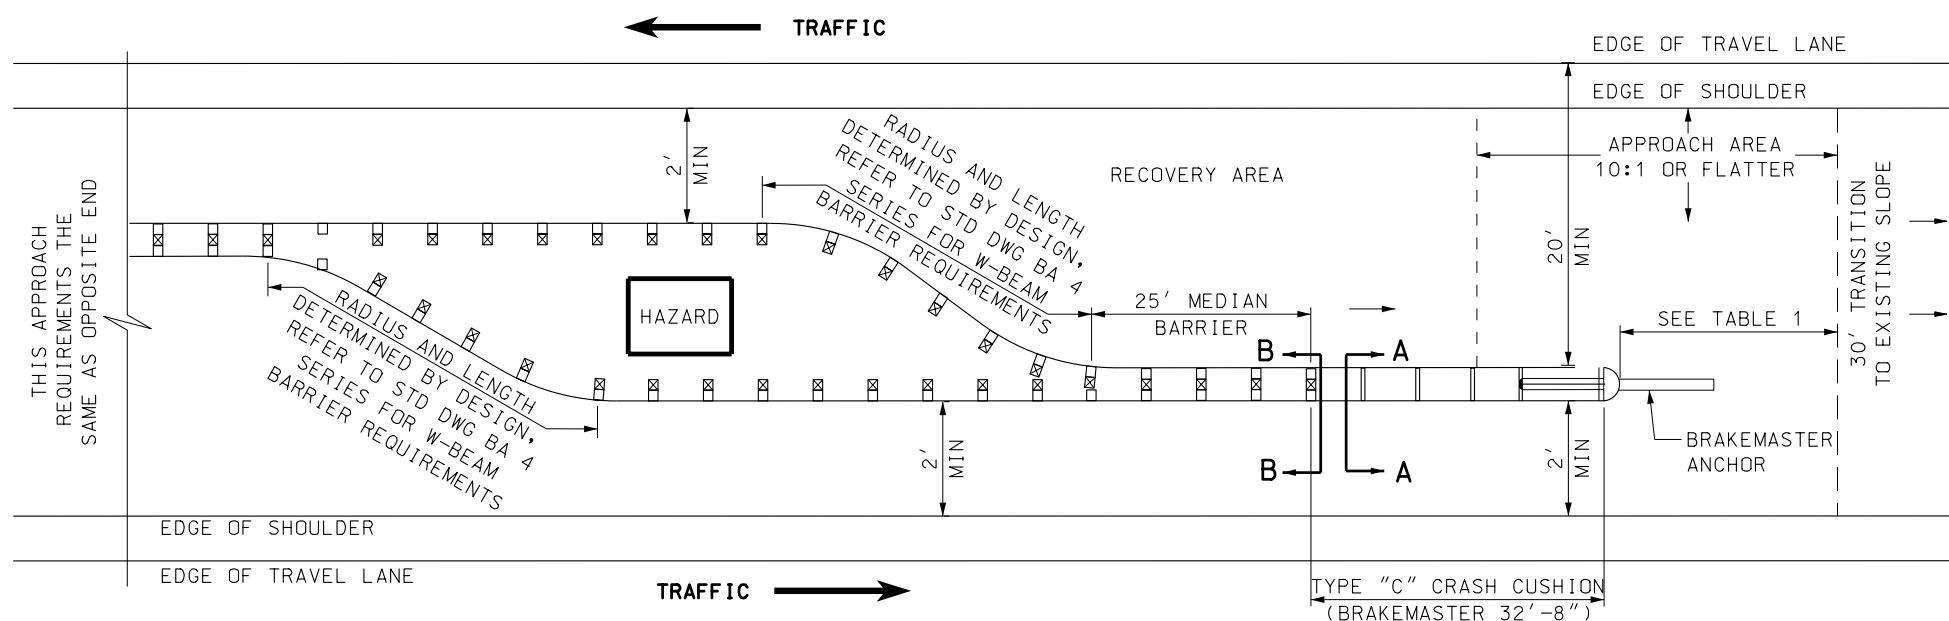 TRAFFIC
EDGE OF TRAVEL LANE
EDGE OF SHOULDER
2'
MIN
RADIUS AND LENGTH
DETERMINED BY DESIGN,
REFER TO STD DWG BA 4
SERIES FOR W-BEAM
BARRIER REQUIREMENTS
RECOVERY AREA
20'
MIN
APPROACH AREA
10:1 OR FLATTER
30' TRANSITION
TO EXISTING SLOPE
THIS APPROACH
REQUIREMENTS THE
SAME AS OPPOSITE END
HAZARD
25' MEDIAN
BARRIER
SEE TABLE 1
B
A
RADIUS AND LENGTH
DETERMINED BY DESIGN,
REFER TO STD DWG BA 4
SERIES FOR W-BEAM
BARRIER REQUIREMENTS
2'
MIN
B
A
2'
MIN
BRAKEMASTER
ANCHOR
EDGE OF SHOULDER
EDGE OF TRAVEL LANE
TRAFFIC
TYPE "C" CRASH CUSHION
(BRAKEMASTER 32'-8")